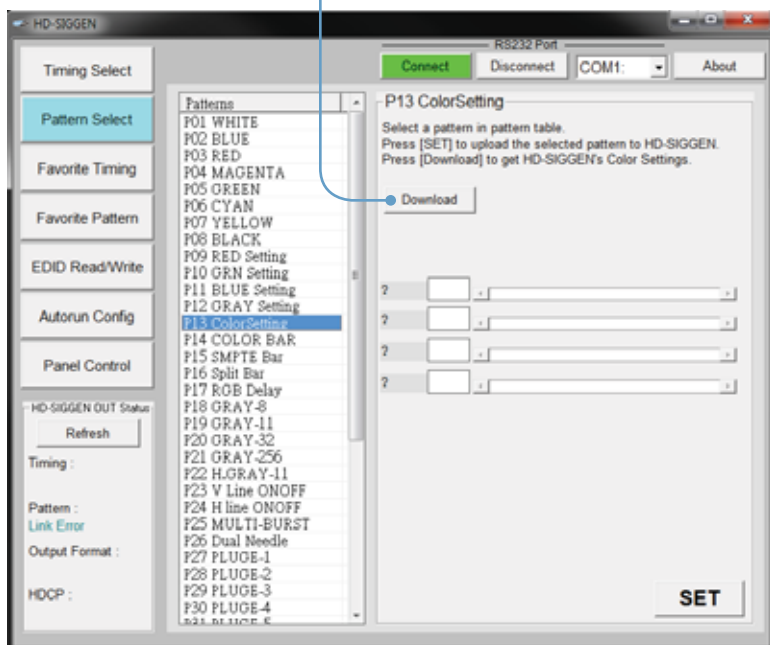 HD-SIGGEN
RS232 Port
Connect
Disconnect
COM1:
About
Timing Select
Pattern Select
Favorite Timing
Favorite Pattern
EDID Read/Write
Autorun Config
Panel Control
HD-SIGGEN OUT Status
Refresh
Timing :
Pattern :
Link Error
Output Format :
HDCP :
Patterns
P01 WHITE
P02 BLUE
P03 RED
P04 MAGENTA
P05 GREEN
P06 CYAN
P07 YELLOW
P08 BLACK
P09 RED Setting
P10 GRN Setting
P11 BLUE Setting
P12 GRAY Setting
P13 ColorSetting
P14 COLOR BAR
P15 SMPTE Bar
P16 Split Bar
P17 RGB Delay
P18 GRAY-8
P19 GRAY-11
P20 GRAY-32
P21 GRAY-256
P22 H.GRAY-11
P23 V Line ONOFF
P24 H line ONOFF
P25 MULTI-BURST
P26 Dual Needle
P27 PLUGE-1
P28 PLUGE-2
P29 PLUGE-3
P30 PLUGE-4
P31 PLUGE-5
P13 ColorSetting
Select a pattern in pattern table.
Press [SET] to upload the selected pattern to HD-SIGGEN.
Press [Download] to get HD-SIGGEN's Color Settings.
Download
?
?
?
?
SET